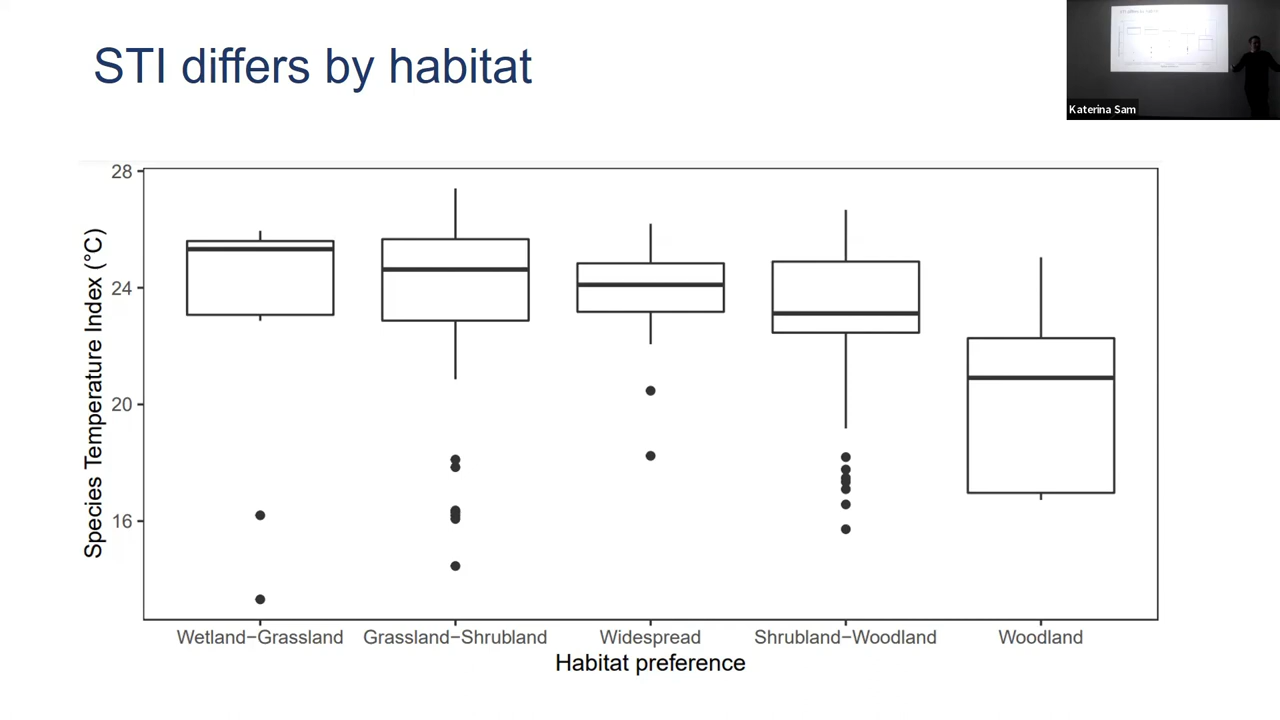 STI differs by habitat
Katerina Sam
28
24
20
16
Species Temperature Index (°C)
Wetland−Grassland Grassland−Shrubland Widespread Shrubland−Woodland Woodland
Habitat preference